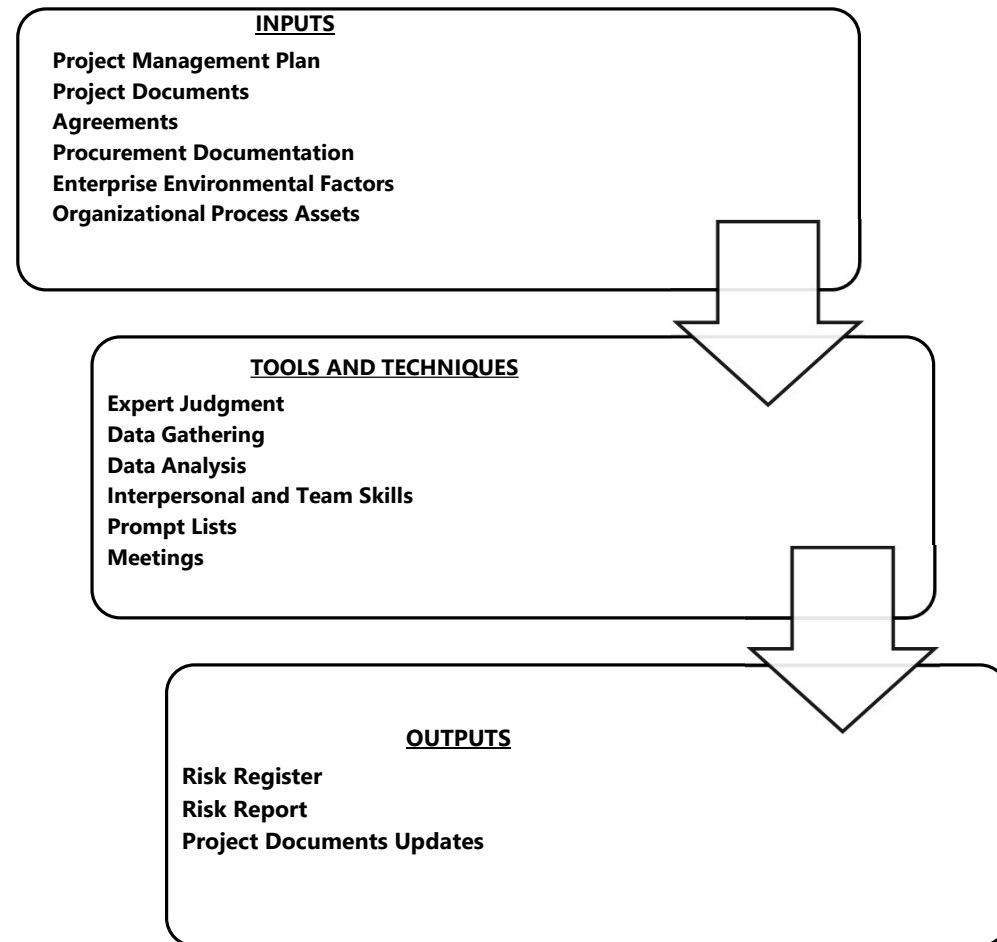 INPUTS
Project Management Plan
Project Documents
Agreements
Procurement Documentation
Enterprise Environmental Factors
Organizational Process Assets
TOOLS AND TECHNIQUES
Expert Judgment
Data Gathering
Data Analysis
Interpersonal and Team Skills
Prompt Lists
Meetings
OUTPUTS
Risk Register
Risk Report
Project Documents Updates